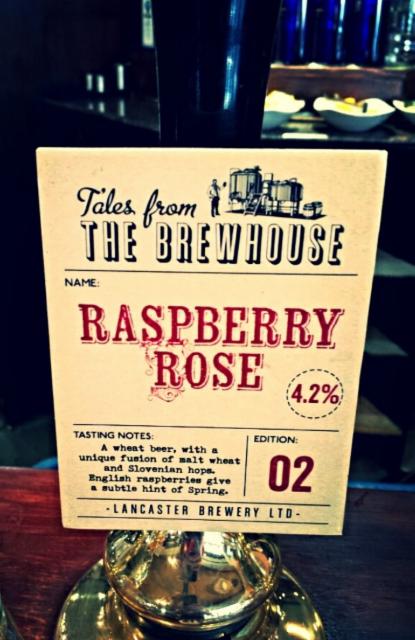 Tales from
THE BREWHOUSE
NAME:
RASPBERRY
ROSE
4.2%
TASTING NOTES:
A wheat beer, with a
unique fusion of malt wheat
and Slovenian hops.
English raspberries give
a subtle hint of Spring.
EDITION:
02
-LANCASTER BREWERY LTD-